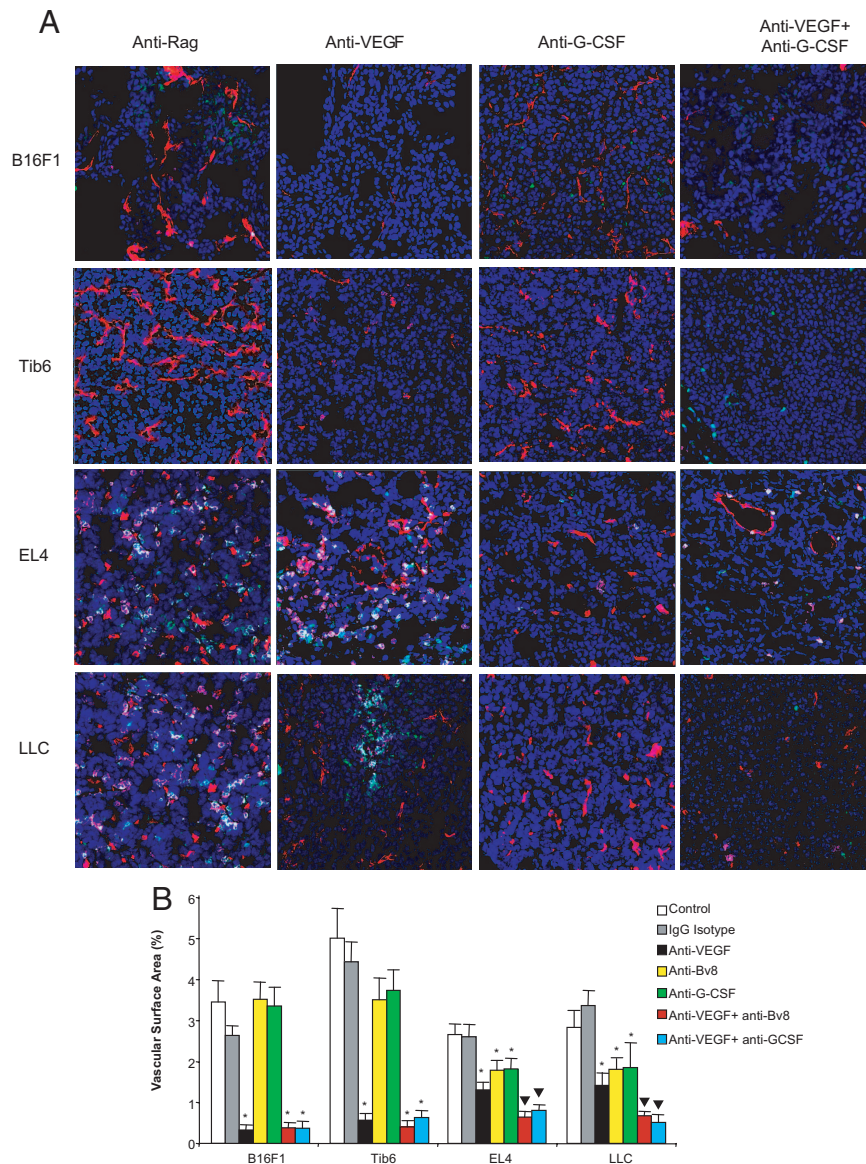 A
Anti-Rag
Anti-VEGF
Anti-G-CSF
Anti-VEGF+
Anti-G-CSF
B16F1
Tib6
EL4
LLC
B
Vascular Surface Area (%)
6
5
4
3
2
1
0
* * *
* * *
* * * ▼ ▼
* * * ▼ ▼
B16F1
Tib6
EL4
LLC
Control
IgG Isotype
Anti-VEGF
Anti-Bv8
Anti-G-CSF
Anti-VEGF+ anti-Bv8
Anti-VEGF+ anti-GCSF